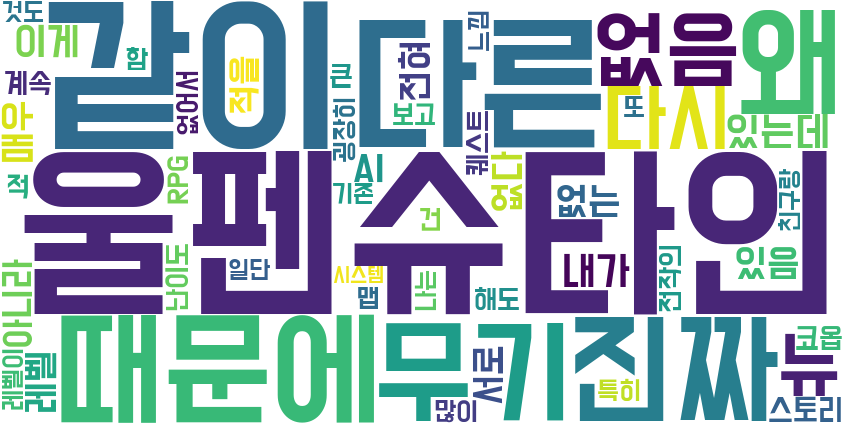 것도
이게
함
같이
적을
다른
느낌
전혀
없음
왜
계속
없어서
큰
보고
또
다시
있는데
매우
굉장히
퀘스트
울펜슈타인
적
RPG
AI
기존
없다
없는
친구랑
건
난이도
일단
시스템
맵
나는
해도
내가
전작인
있음
아니라
때문에
무기
진짜
뉴
코옵
레벨이
레벨
서로
많이
특히
스토리